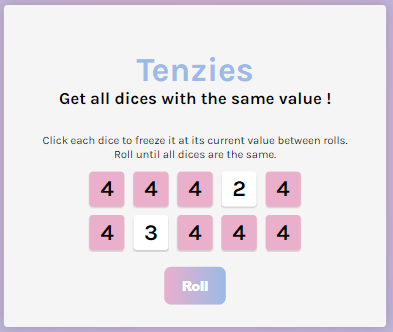 Tenzies
Get all dices with the same value !
Click each dice to freeze it at its current value between rolls.
Roll until all dices are the same.
4 4 4 2 4
4 3 4 4 4
Roll